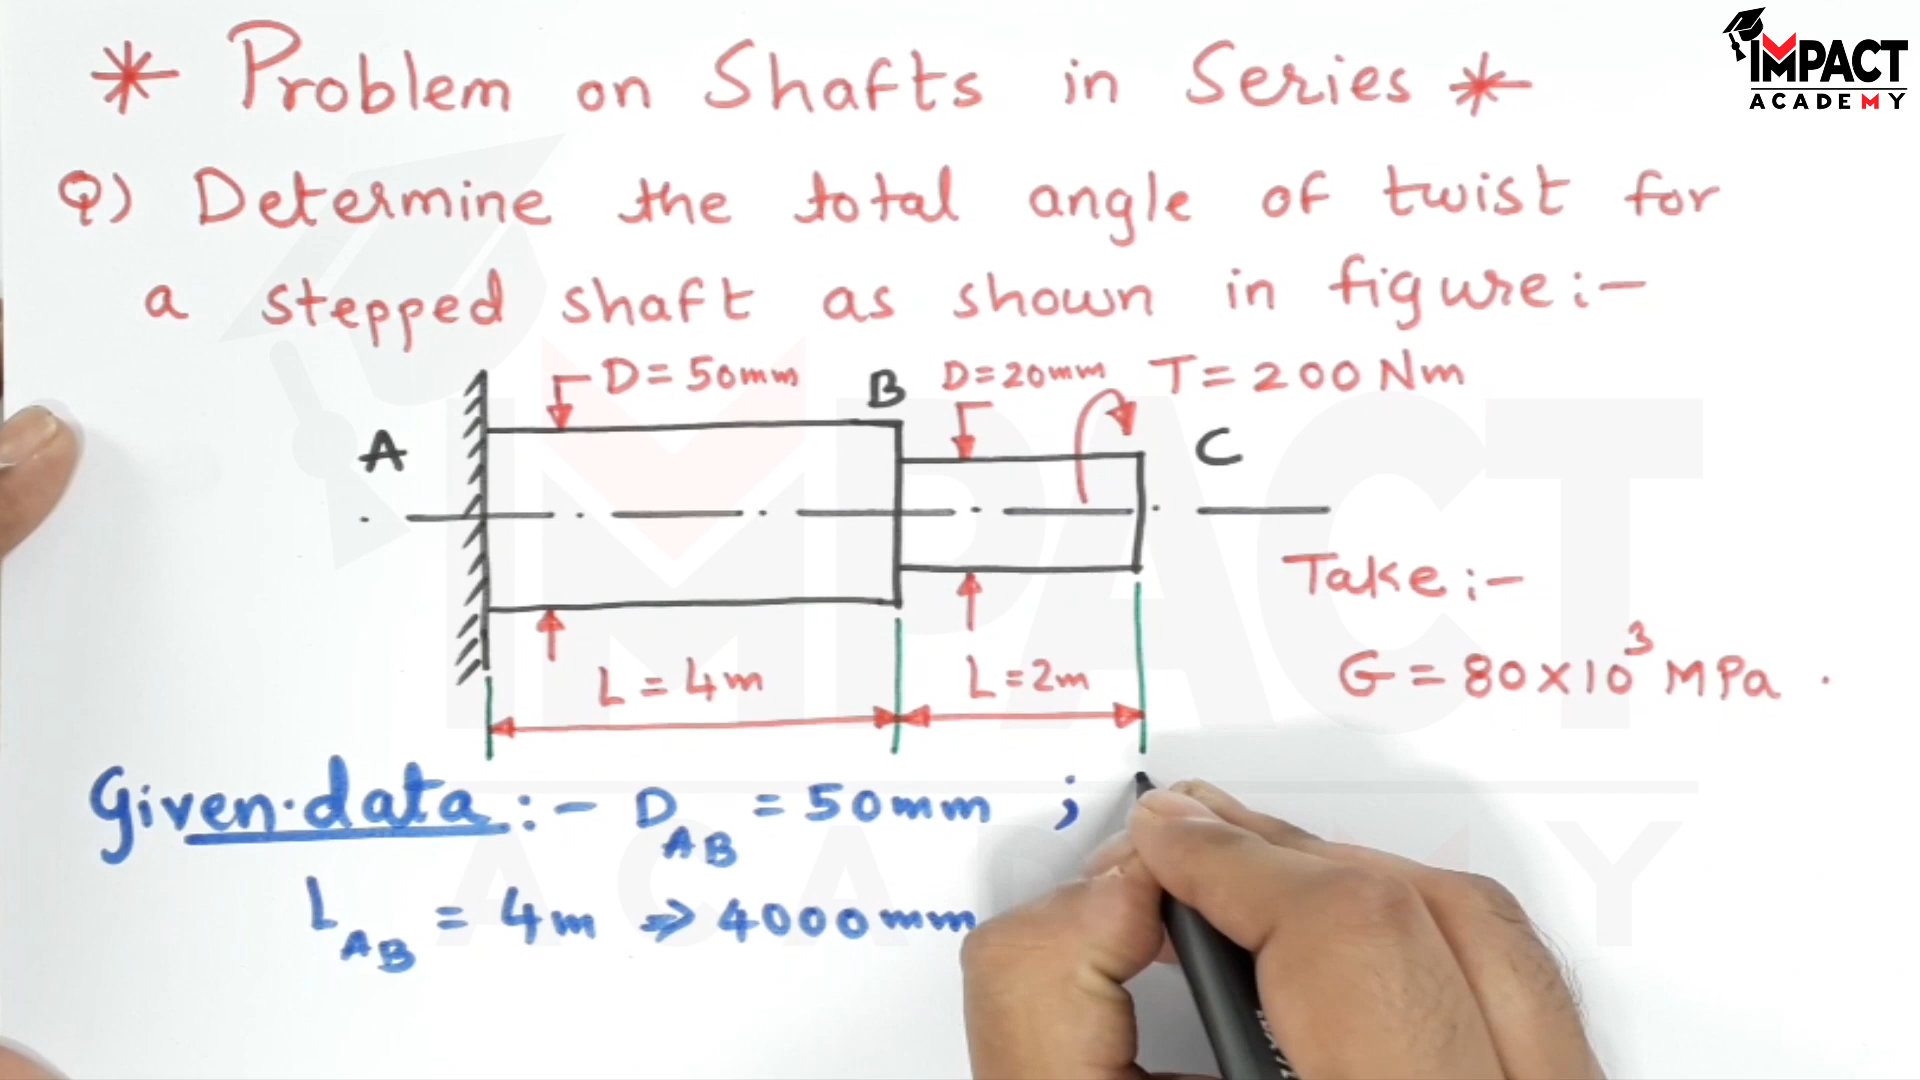 IMPACT
ACADEMY
* Problem on Shafts in Series *
Q) Determine the total angle of twist for
a stepped shaft as shown in figure:-
D=50mm
B
D=20mm
T=200 Nm
A
C
Take:-
L=4m
L=2m
G=80×10³ MPa.
Given data:- D_AB = 50mm ;
L_AB = 4m ⇒ 4000mm